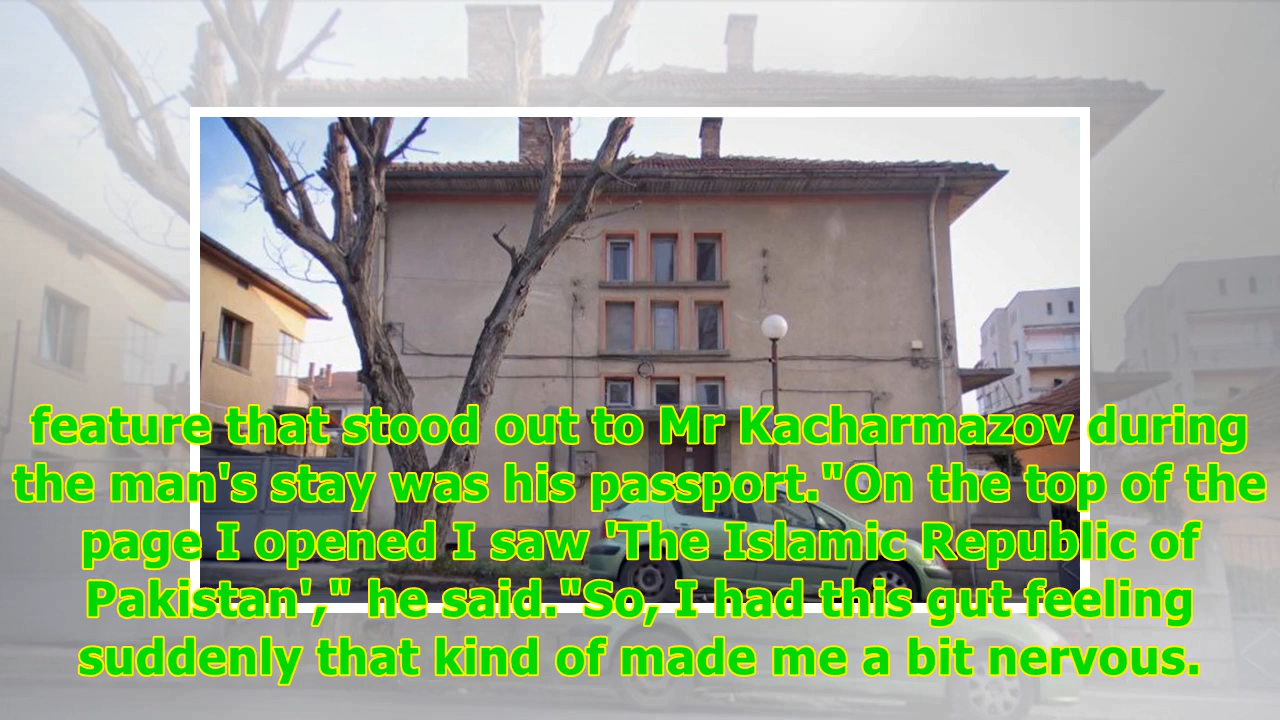 feature that stood out to Mr Kacharmazov during
the man's stay was his passport."On the top of the
page I opened I saw 'The Islamic Republic of
Pakistan'," he said."So, I had this gut feeling
suddenly that kind of made me a bit nervous.